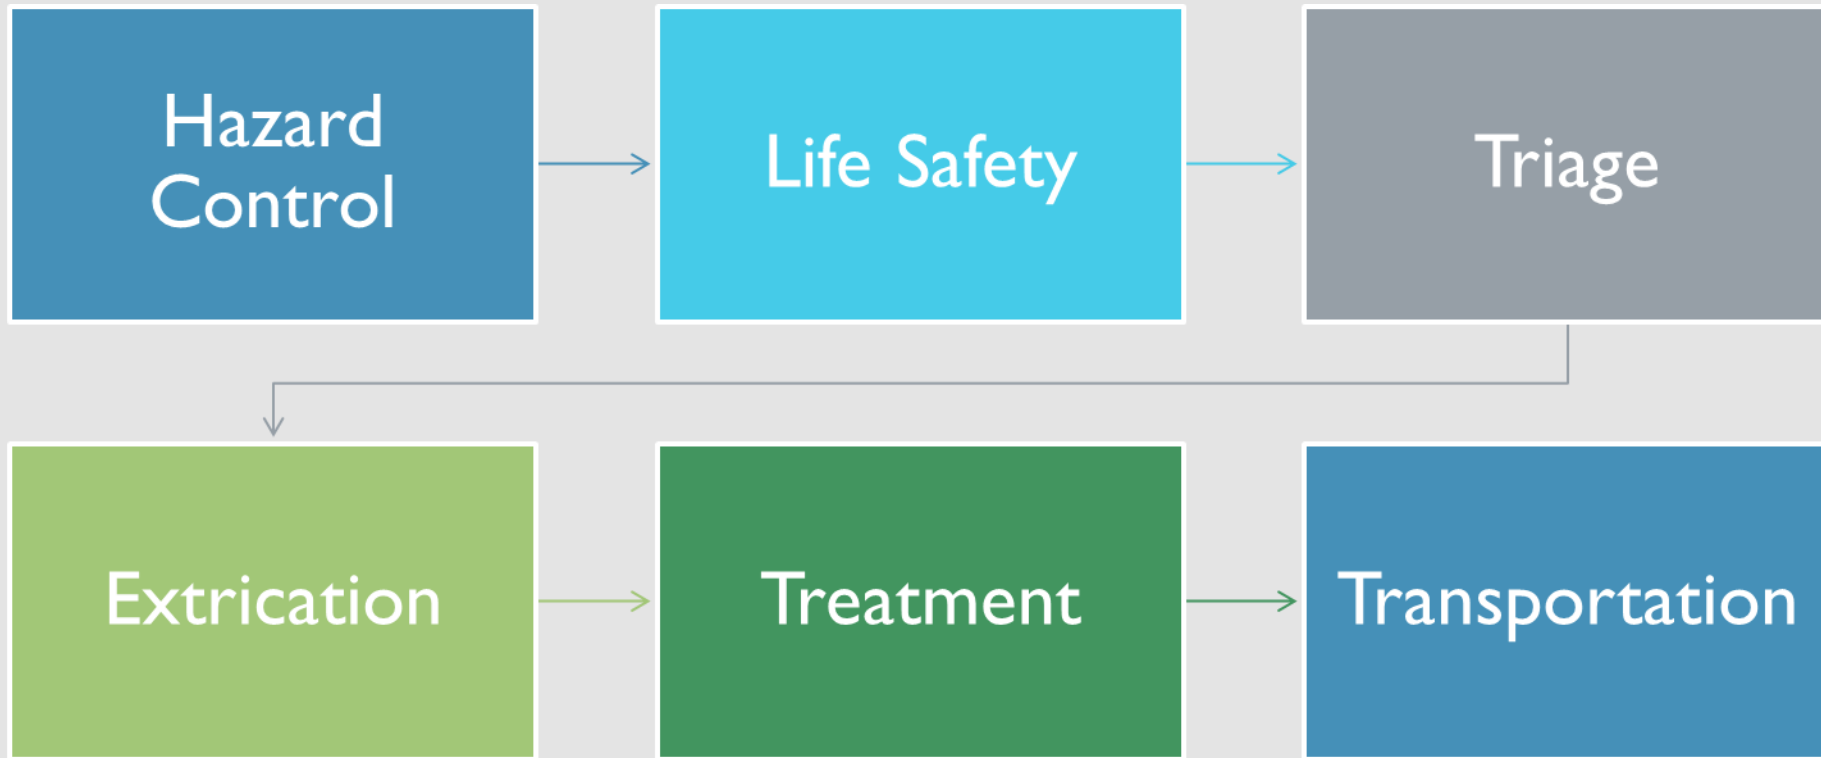 Hazard
Control
Life Safety
Triage
Extrication
Treatment
Transportation